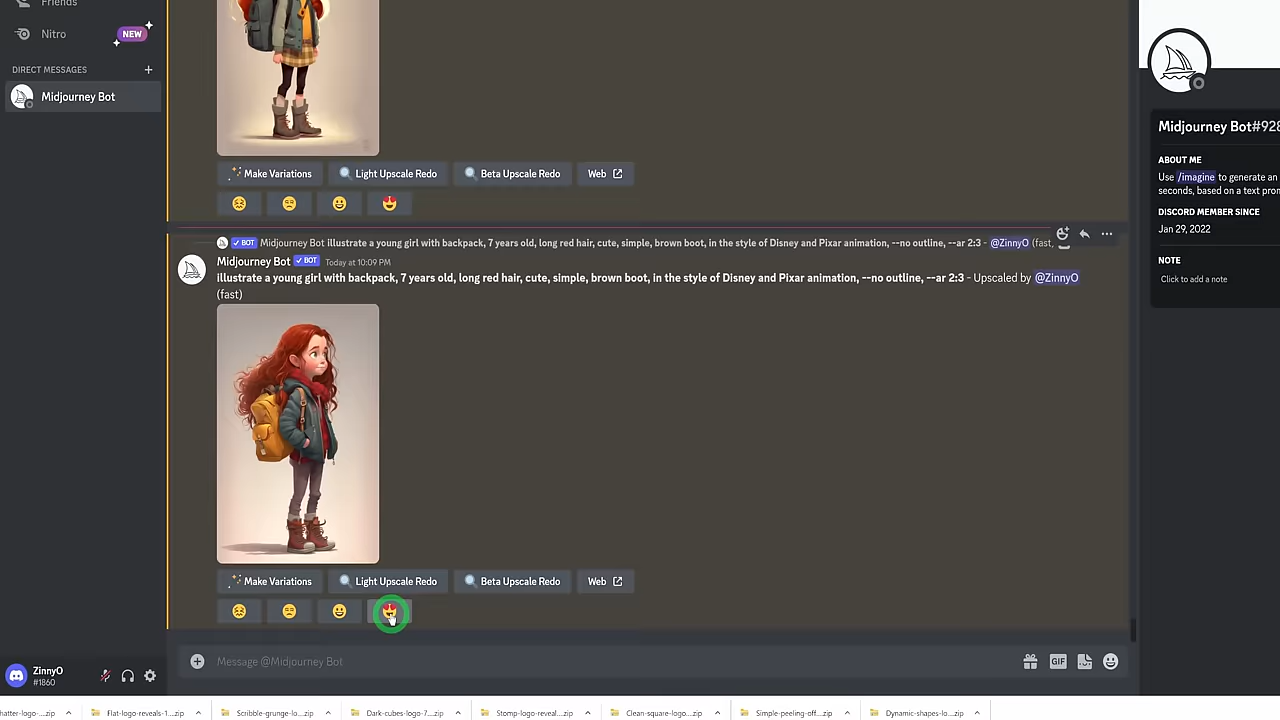 Friends
Nitro
NEW
DIRECT MESSAGES
Midjourney Bot
Make Variations
Light Upscale Redo
Beta Upscale Redo
Web
BOT Midjourney Bot illustrate a young girl with backpack, 7 years old, long red hair, cute, simple, brown boot, in the style of Disney and Pixar animation, --no outline, --ar 2:3 - @ZinnyO (fast,
Midjourney Bot BOT Today at 10:09 PM
illustrate a young girl with backpack, 7 years old, long red hair, cute, simple, brown boot, in the style of Disney and Pixar animation, --no outline, --ar 2:3 - Upscaled by @ZinnyO
(fast)
Make Variations
Light Upscale Redo
Beta Upscale Redo
Web
Message @Midjourney Bot
GIF
ZinnyO
#1860
Midjourney Bot#928
ABOUT ME
Use /imagine to generate an
seconds, based on a text prom
DISCORD MEMBER SINCE
Jan 29, 2022
NOTE
Click to add a note
hatter-logo-....zip
Flat-logo-reveals-1....zip
Scribble-grunge-lo....zip
Dark-cubes-logo-7....zip
Stomp-logo-reveal....zip
Clean-square-logo....zip
Simple-peeling-off....zip
Dynamic-shapes-lo....zip